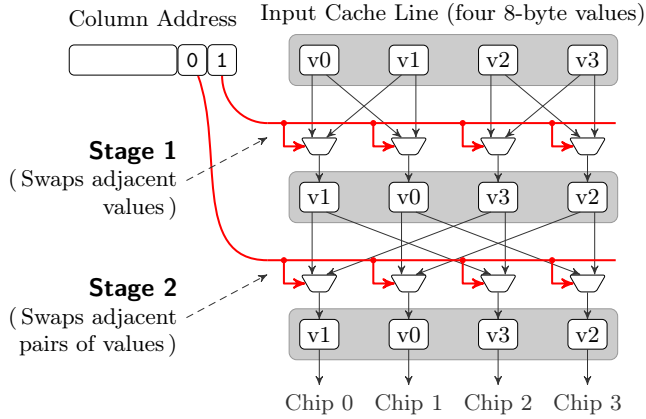 Column Address
Input Cache Line (four 8-byte values)
0 1
v0 v1 v2 v3
Stage 1
(Swaps adjacent
values)
v1 v0 v3 v2
Stage 2
(Swaps adjacent
pairs of values)
v1 v0 v3 v2
Chip 0 Chip 1 Chip 2 Chip 3